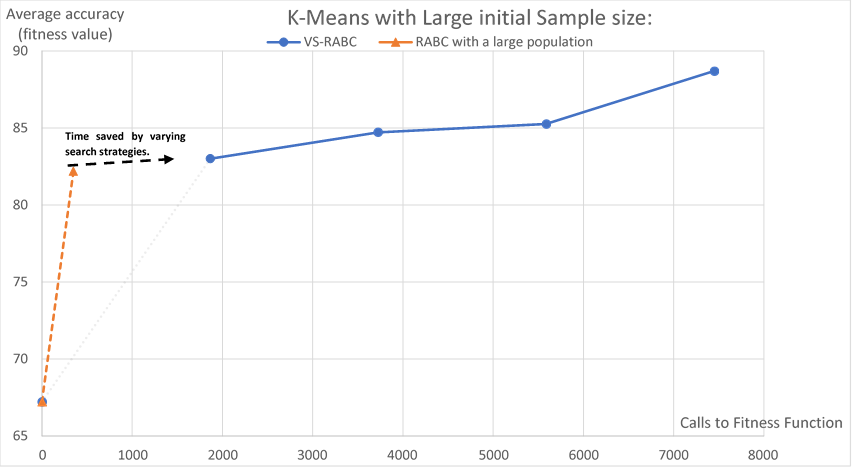 Average accuracy
(fitness value)
K-Means with Large initial Sample size:
VS-RABC
RABC with a large population
90
85
80
75
70
65
Time saved by varying
search strategies.
Calls to Fitness Function
0
1000
2000
3000
4000
5000
6000
7000
8000